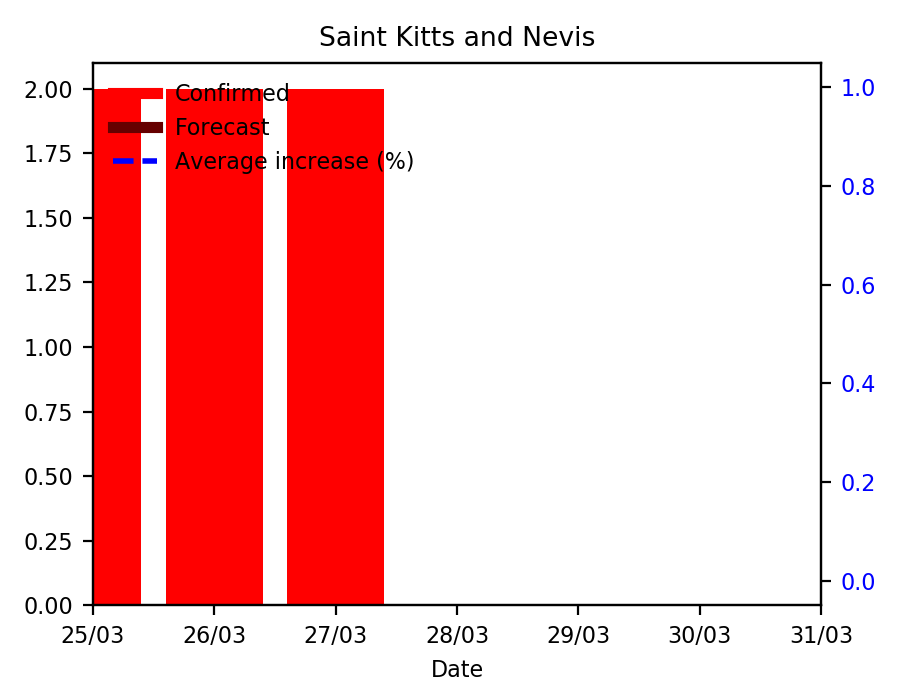 Saint Kitts and Nevis
Confirmed
Forecast
Average increase (%)
2.00
1.75
1.50
1.25
1.00
0.75
0.50
0.25
0.00
1.0
0.8
0.6
0.4
0.2
0.0
25/03 26/03 27/03 28/03 29/03 30/03 31/03
Date